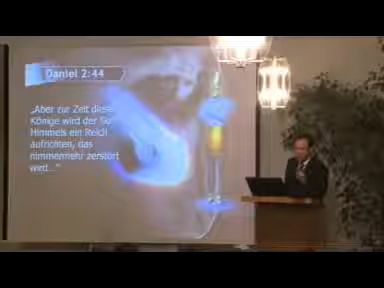 Daniel 2:44
„Aber zur Zeit dieser
Könige wird der
Himmels ein Reich
aufrichten, das
nimmermehr zerstört
wird…“